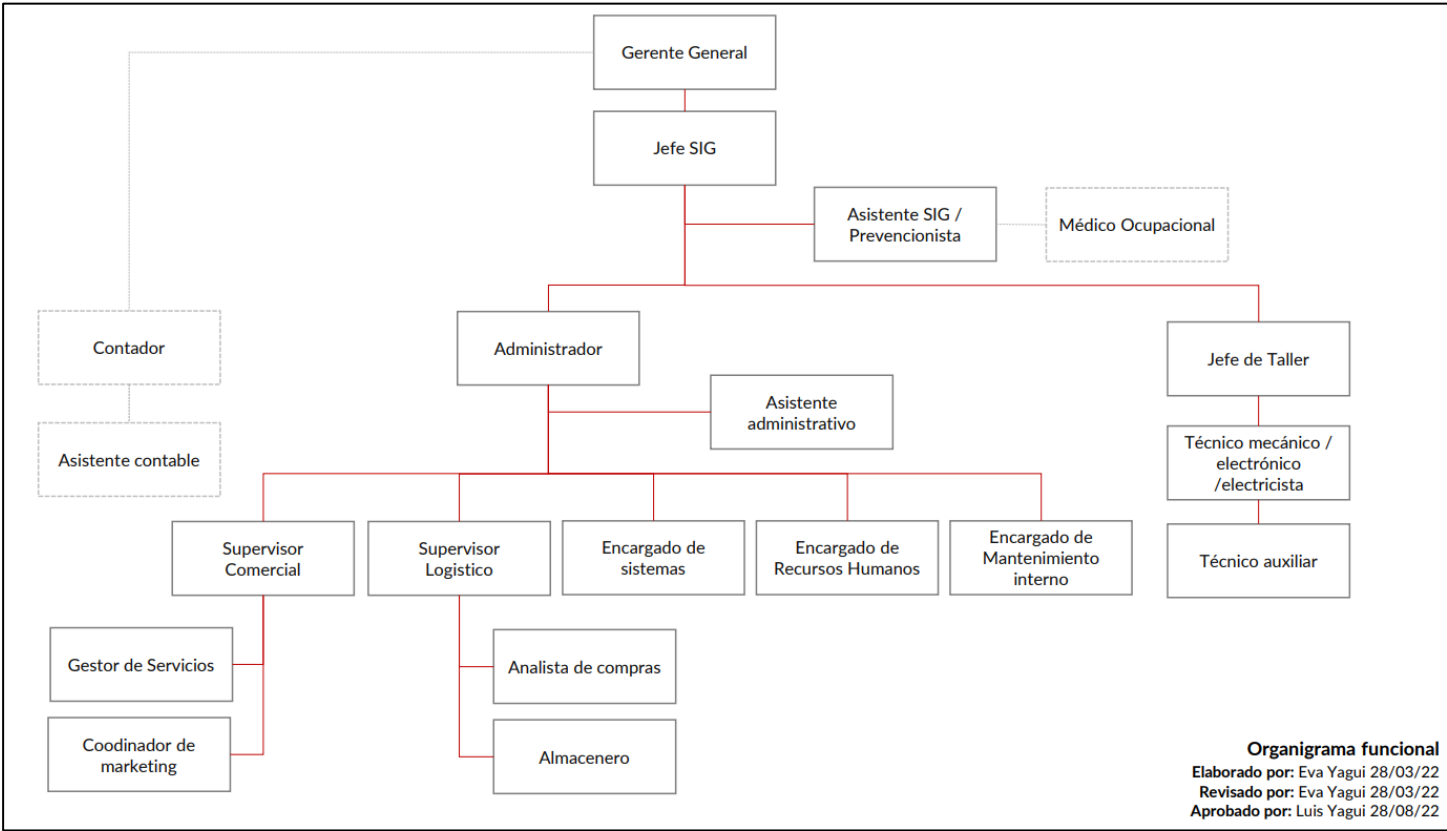 Gerente General
Jefe SIG
Asistente SIG /
Prevencionista
Médico Ocupacional
Contador
Administrador
Jefe de Taller
Asistente
administrativo
Asistente contable
Técnico mecánico /
electrónico
/electricista
Supervisor
Comercial
Supervisor
Logistico
Encargado de
sistemas
Encargado de
Recursos Humanos
Encargado de
Mantenimiento
interno
Técnico auxiliar
Gestor de Servicios
Analista de compras
Coodinador de
marketing
Almacenero
Organigrama funcional
Elaborado por: Eva Yagui 28/03/22
Revisado por: Eva Yagui 28/03/22
Aprobado por: Luis Yagui 28/08/22